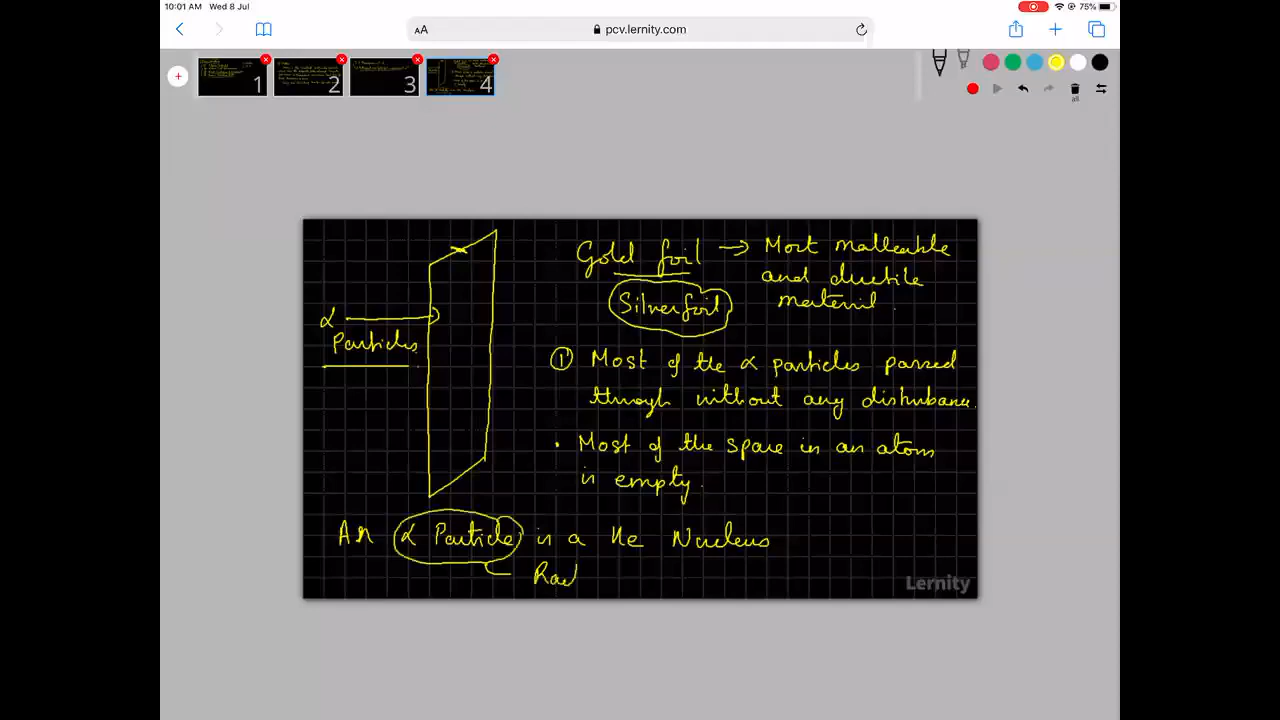 10:01 AM Wed 8 Jul
75%
AA
pcv.lernity.com
1
2
3
4
all
Gold foil → Most malleable
and ductile
material
Silver foil
α
Particles
① Most of the α particles passed
through without any disturbance.
• Most of the space in an atom
is empty.
An α Particle is a He Nucleus
Rad
Lernity